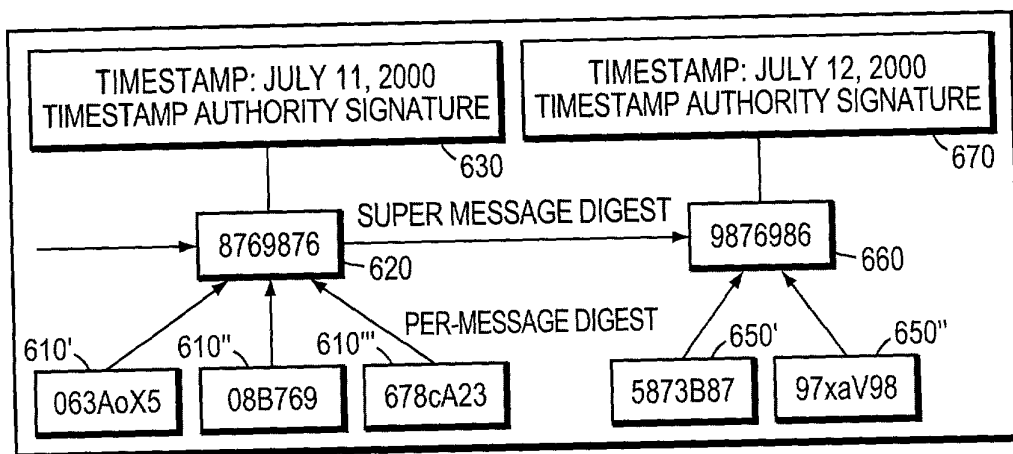 TIMESTAMP: JULY 11, 2000
TIMESTAMP AUTHORITY SIGNATURE
630
TIMESTAMP: JULY 12, 2000
TIMESTAMP AUTHORITY SIGNATURE
670
SUPER MESSAGE DIGEST
8769876
620
9876986
660
PER-MESSAGE DIGEST
610'
063AoX5
610"
08B769
610'''
678cA23
650'
5873B87
650"
97xaV98